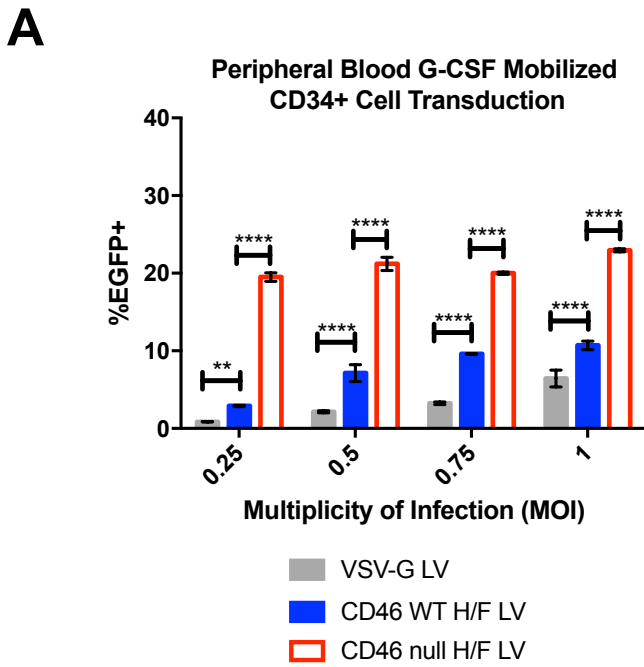 A
Peripheral Blood G-CSF Mobilized
CD34+ Cell Transduction
%EGFP+
40
30
20
10
0
** ****
**** ****
**** ****
**** ****
0.25 0.5 0.75 1
Multiplicity of Infection (MOI)
VSV-G LV
CD46 WT H/F LV
CD46 null H/F LV